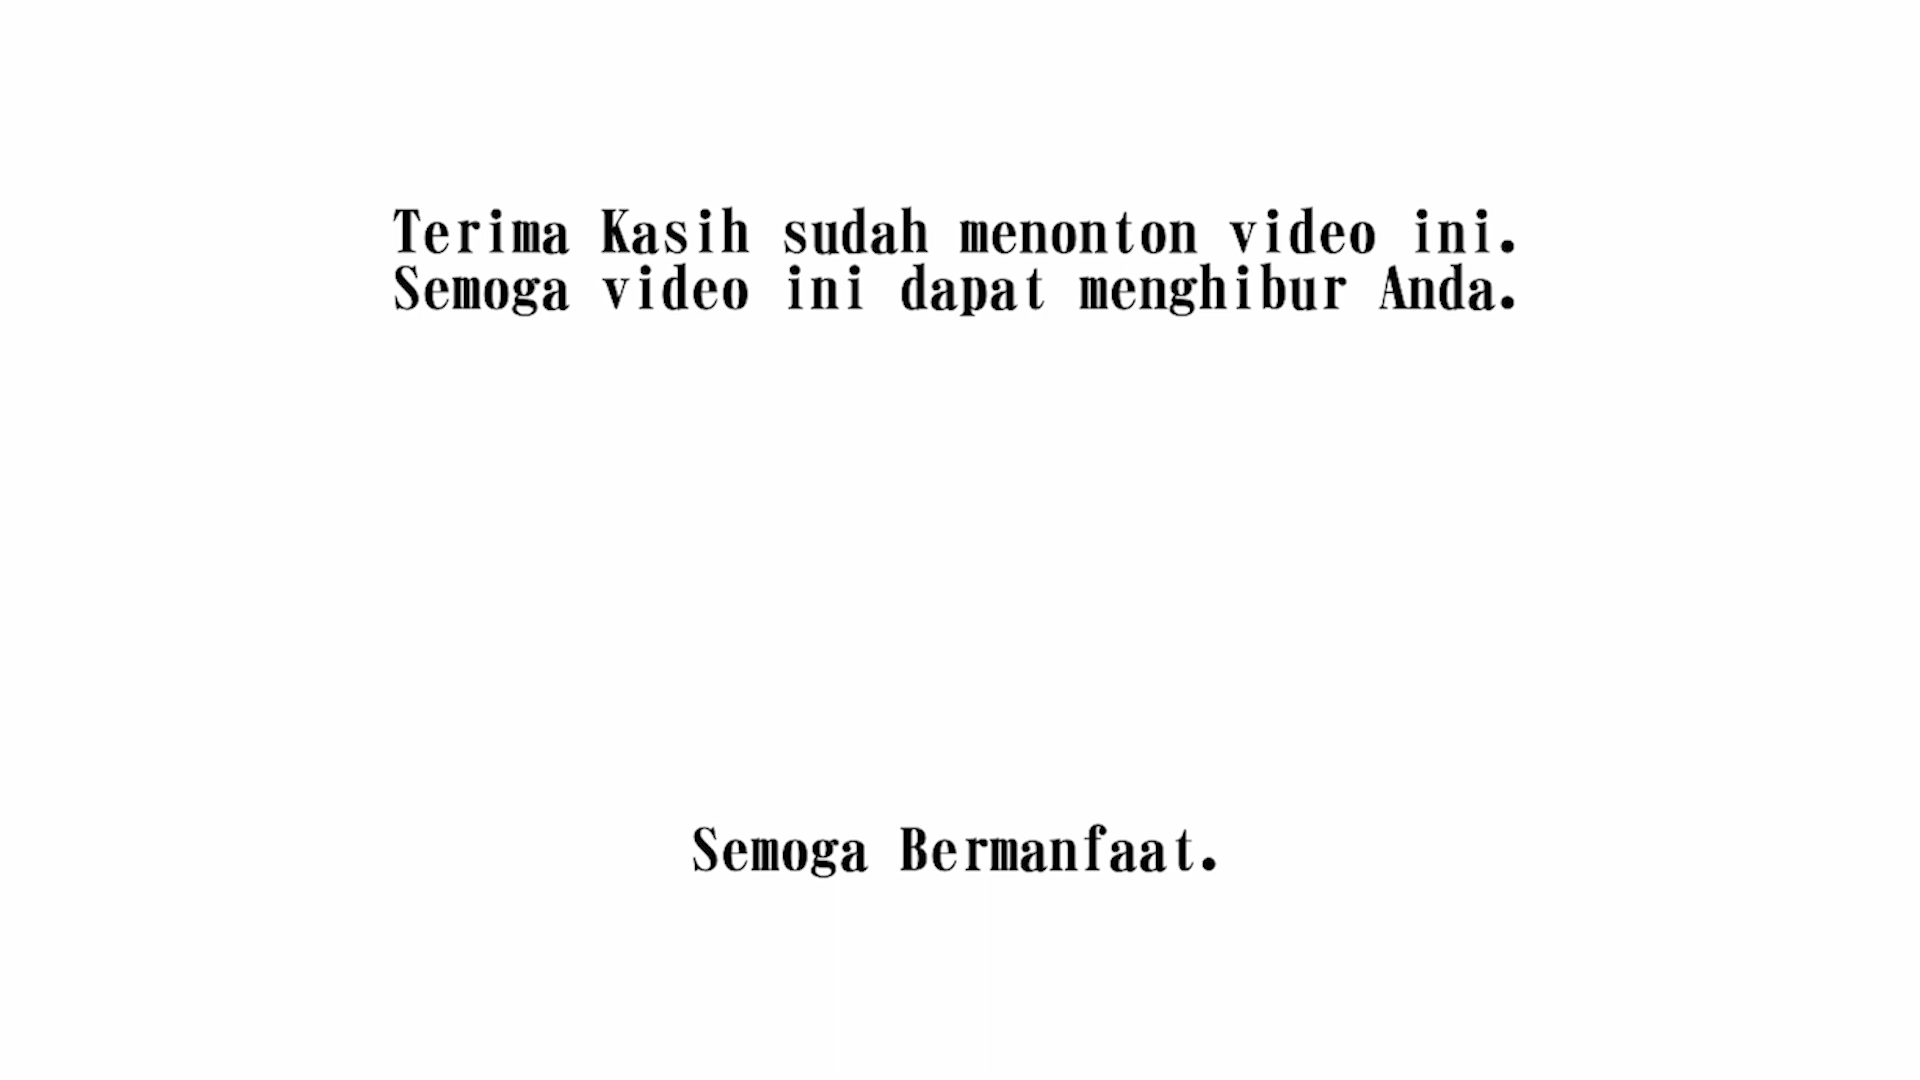 Terima Kasih sudah menonton video ini.
Semoga video ini dapat menghibur Anda.
Semoga Bermanfaat.